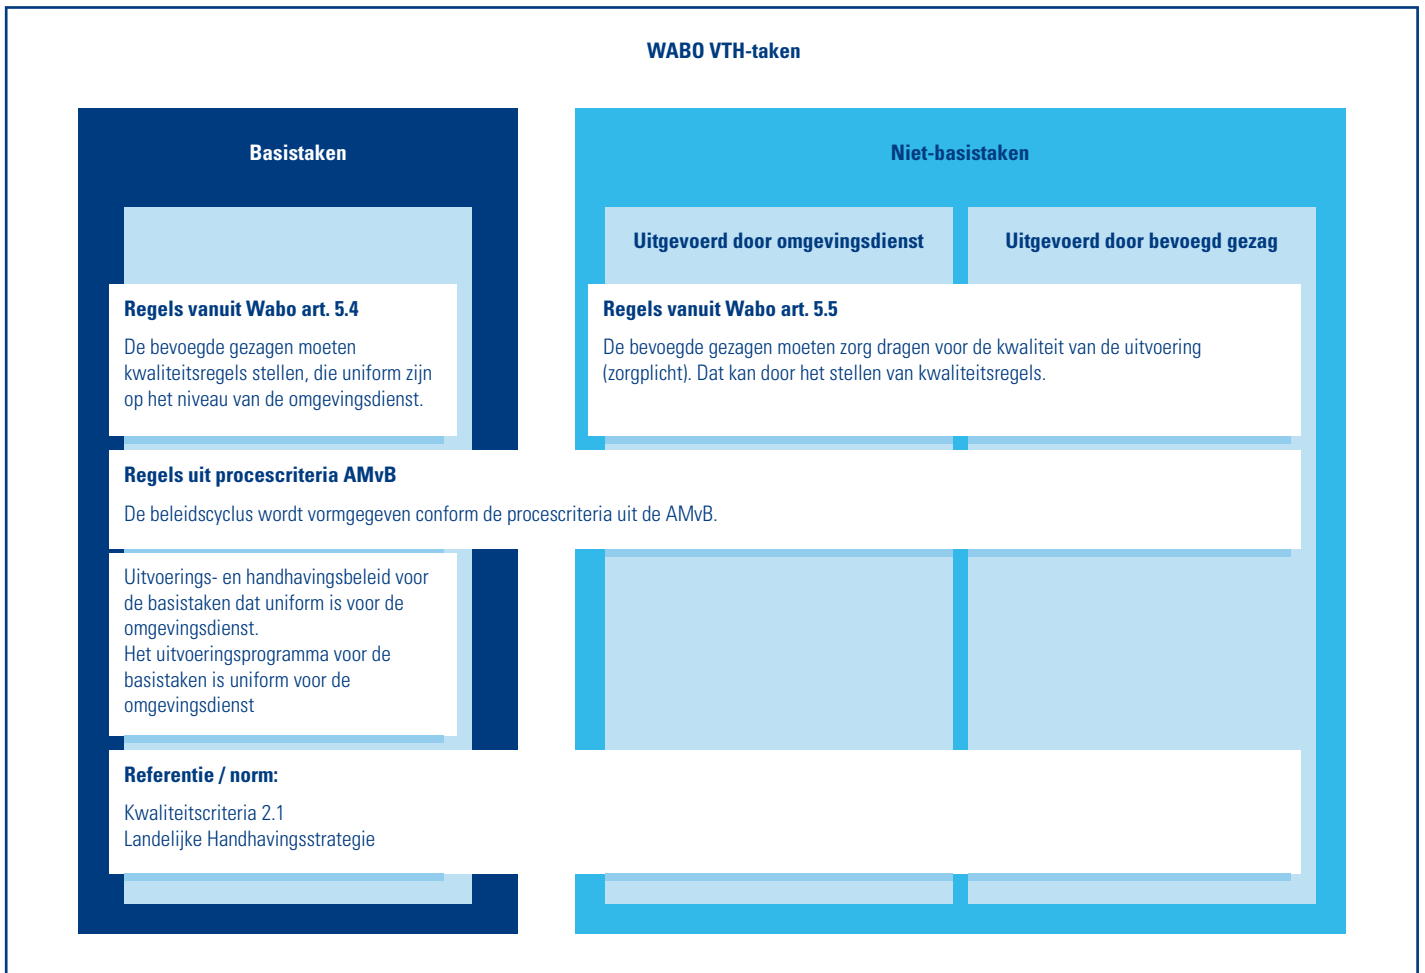 WABO VTH-taken
Basistaken
Niet-basistaken
Uitgevoerd door omgevingsdienst
Uitgevoerd door bevoegd gezag
Regels vanuit Wabo art. 5.4
De bevoegde gezagen moeten
kwaliteitsregels stellen, die uniform zijn
op het niveau van de omgevingsdienst.
Regels vanuit Wabo art. 5.5
De bevoegde gezagen moeten zorg dragen voor de kwaliteit van de uitvoering
(zorgplicht). Dat kan door het stellen van kwaliteitsregels.
Regels uit procescriteria AMvB
De beleidscyclus wordt vormgegeven conform de procescriteria uit de AMvB.
Uitvoerings- en handhavingsbeleid voor
de basistaken dat uniform is voor de
omgevingsdienst.
Het uitvoeringsprogramma voor de
basistaken is uniform voor de
omgevingsdienst
Referentie / norm:
Kwaliteitscriteria 2.1
Landelijke Handhavingsstrategie